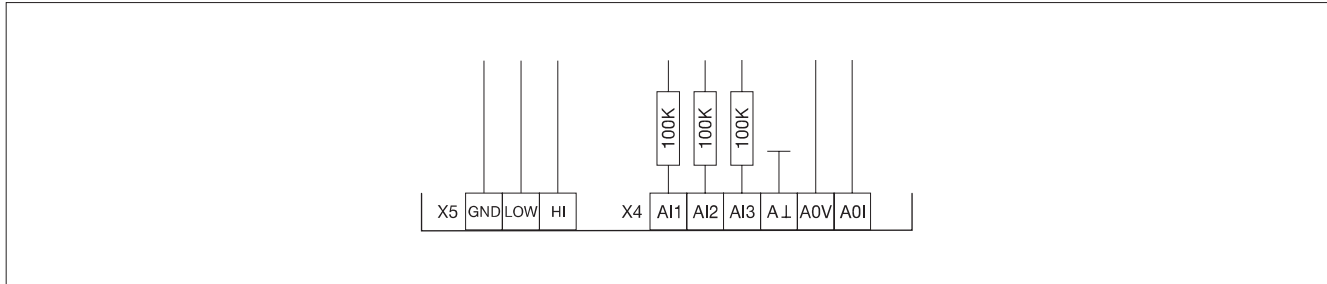 100K 100K 100K
X5 GND LOW HI X4 AI1 AI2 AI3 A⊥ A0V A0I